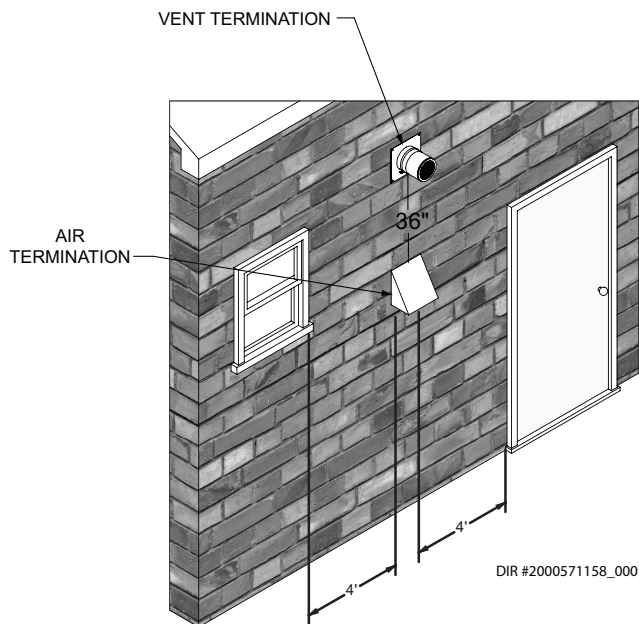 VENT TERMINATION
36"
AIR
TERMINATION
4'
4'
DIR #2000571158_000